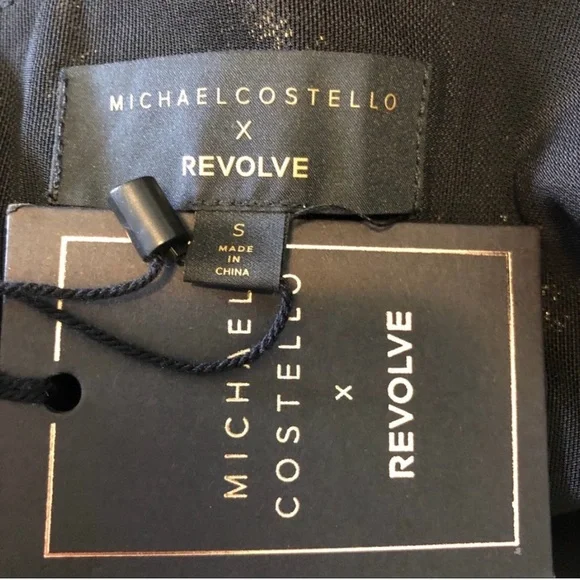 MICHAELCOSTELLO
X
REVOLVE
S
MADE
IN
CHINA
MICHAEL
COSTELLO
X
REVOLVE